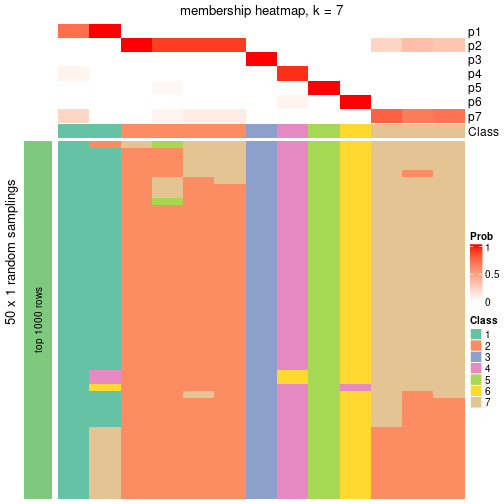 membership heatmap, k = 7
p1
p2
p3
p4
p5
p6
p7
Class
50 x 1 random samplings
top 1000 rows
Prob
1
0.5
0
Class
1
2
3
4
5
6
7